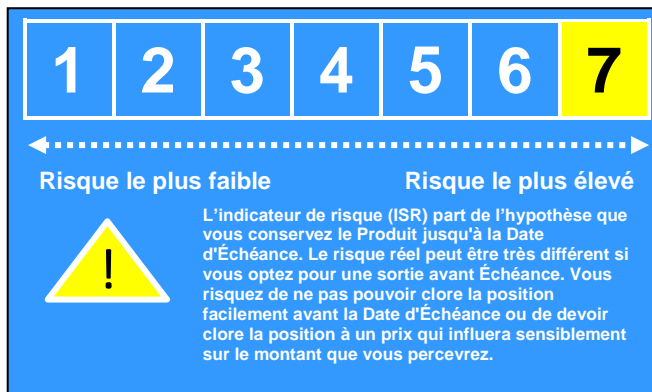 1 2 3 4 5 6 7
Risque le plus faible Risque le plus élevé
!
L'indicateur de risque (ISR) part de l'hypothèse que
vous conservez le Produit jusqu'à la Date
d'Échéance. Le risque réel peut être très différent si
vous optez pour une sortie avant Échéance. Vous
risquez de ne pas pouvoir clore la position
facilement avant la Date d'Échéance ou de devoir
clore la position à un prix qui influera sensiblement
sur le montant que vous percevrez.